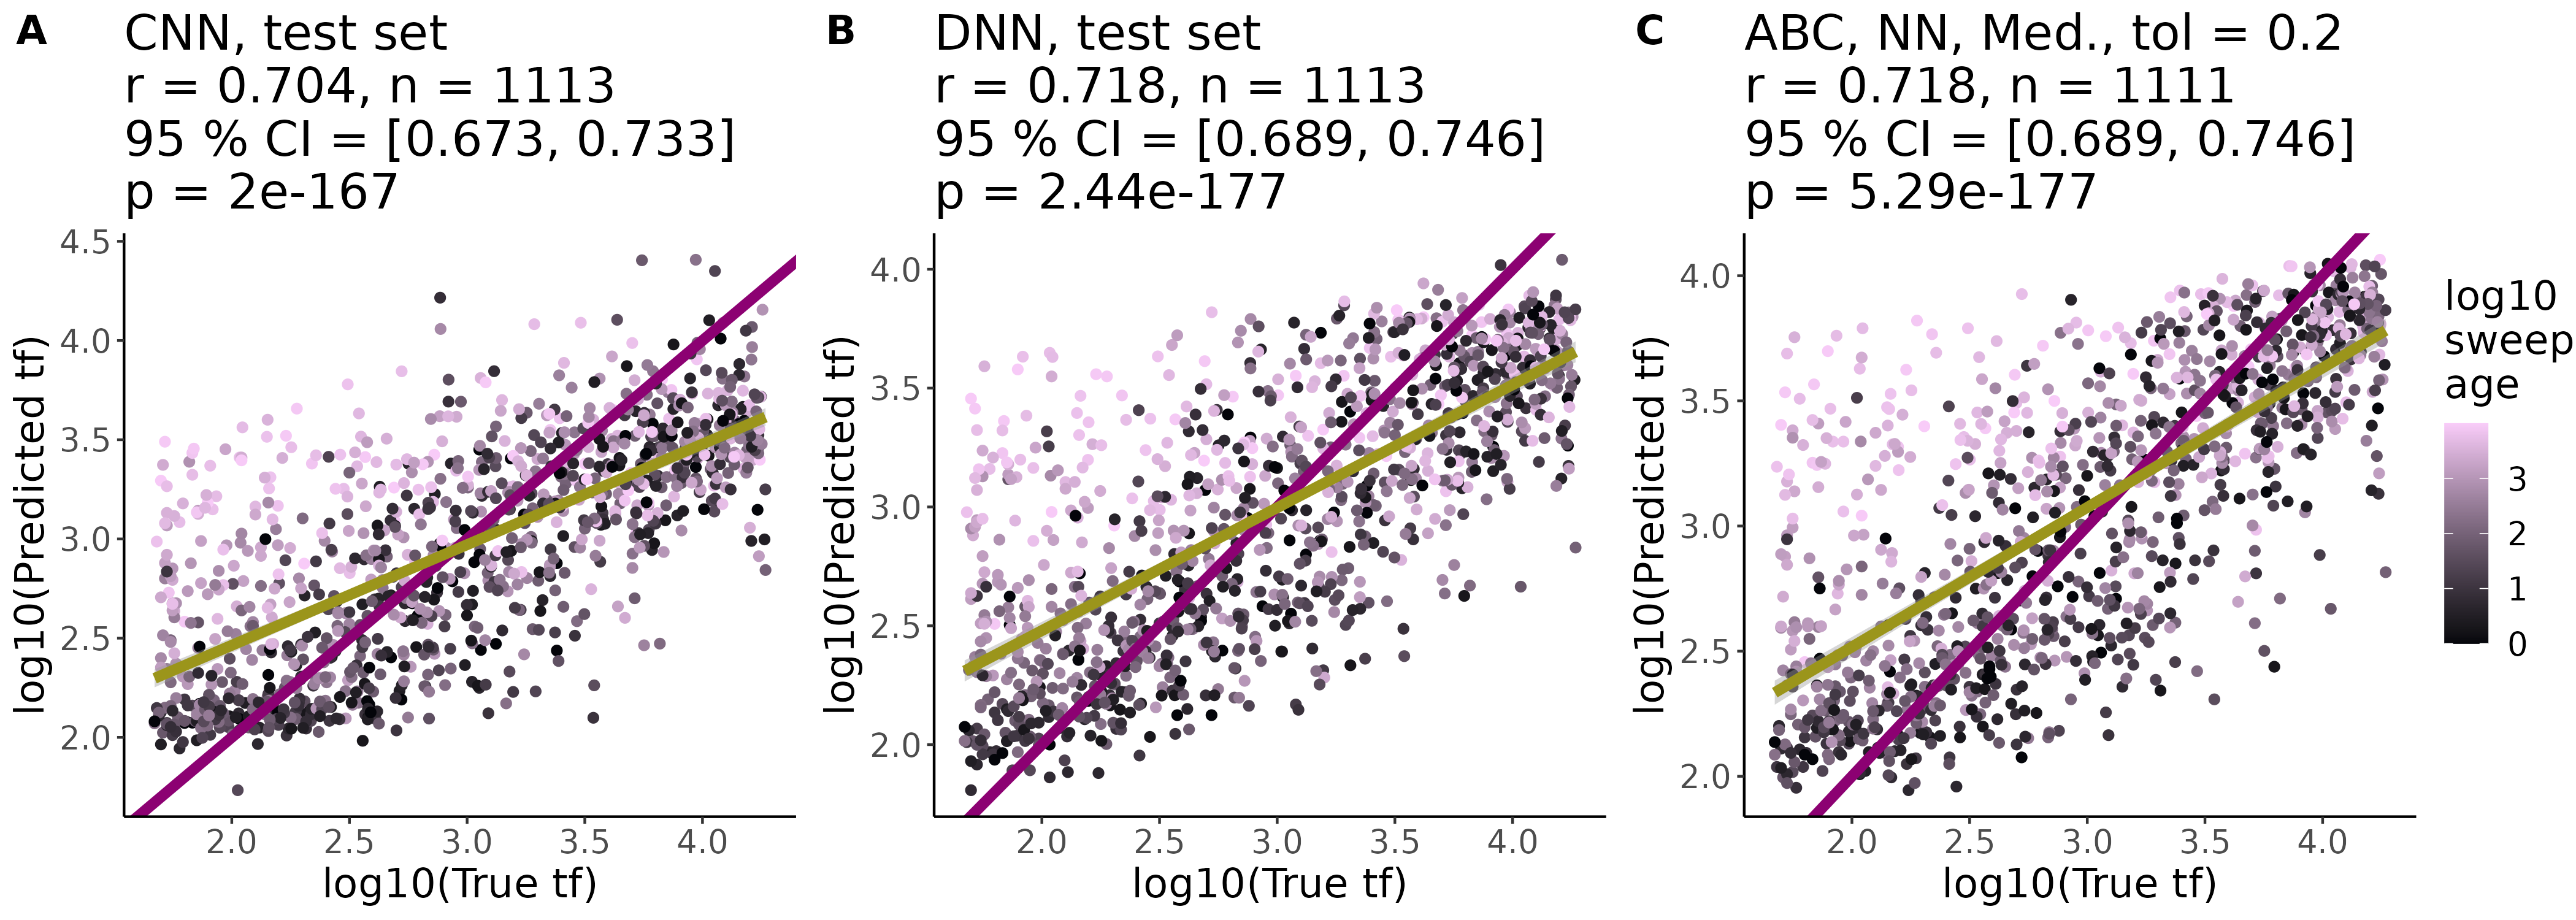 A
CNN, test set
r = 0.704, n = 1113
95 % CI = [0.673, 0.733]
p = 2e-167
4.5
4.0
3.5
3.0
2.5
2.0
log10(Predicted tf)
2.0 2.5 3.0 3.5 4.0
log10(True tf)
B
DNN, test set
r = 0.718, n = 1113
95 % CI = [0.689, 0.746]
p = 2.44e-177
4.0
3.5
3.0
2.5
2.0
log10(Predicted tf)
2.0 2.5 3.0 3.5 4.0
log10(True tf)
C
ABC, NN, Med., tol = 0.2
r = 0.718, n = 1111
95 % CI = [0.689, 0.746]
p = 5.29e-177
4.0
3.5
3.0
2.5
2.0
log10(Predicted tf)
2.0 2.5 3.0 3.5 4.0
log10(True tf)
log10
sweep
age
3
2
1
0